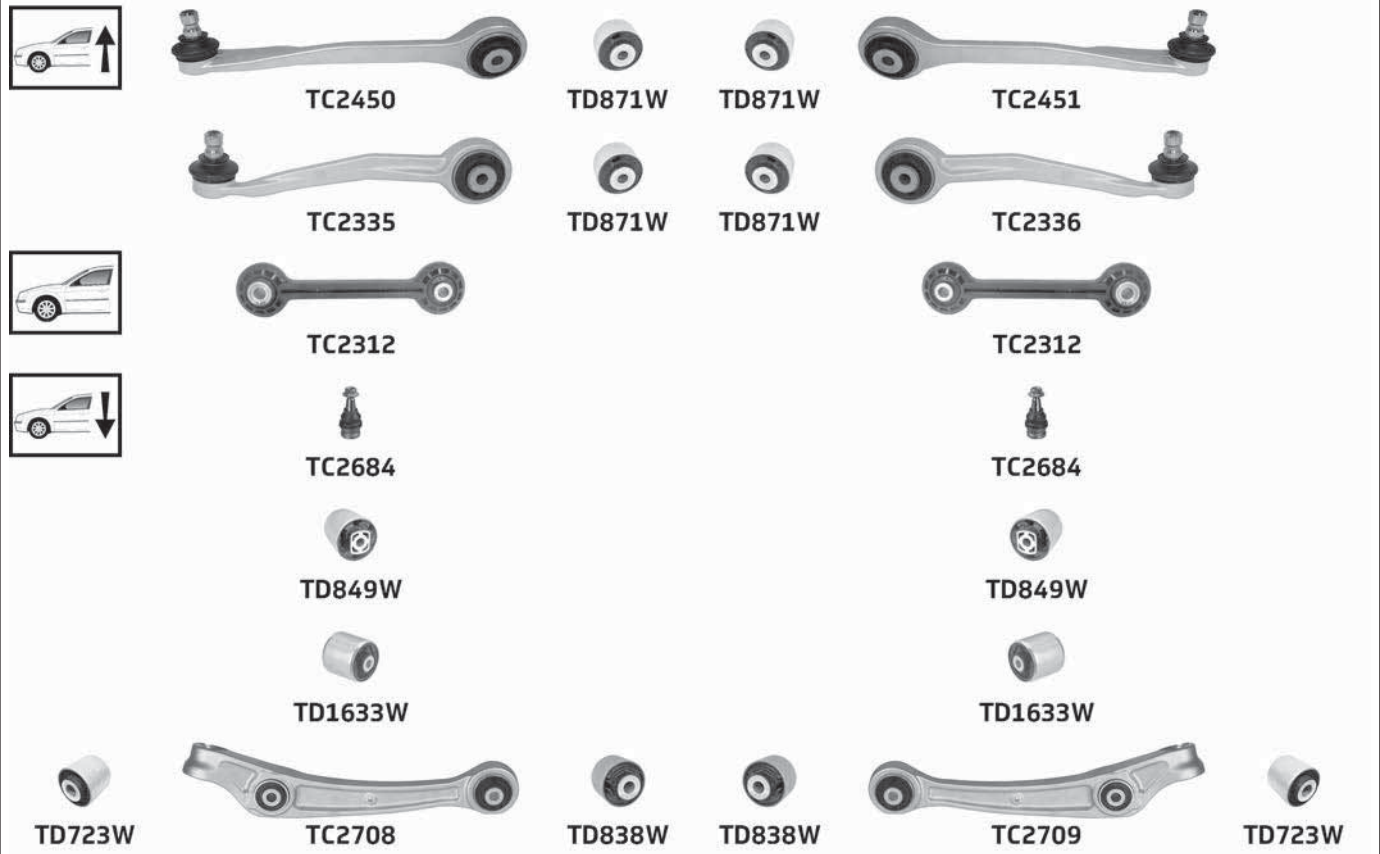 TC2450 TD871W TD871W TC2451
TC2335 TD871W TD871W TC2336
TC2312 TC2312
TC2684 TC2684
TD849W TD849W
TD1633W TD1633W
TD723W TC2708 TD838W TD838W TC2709 TD723W